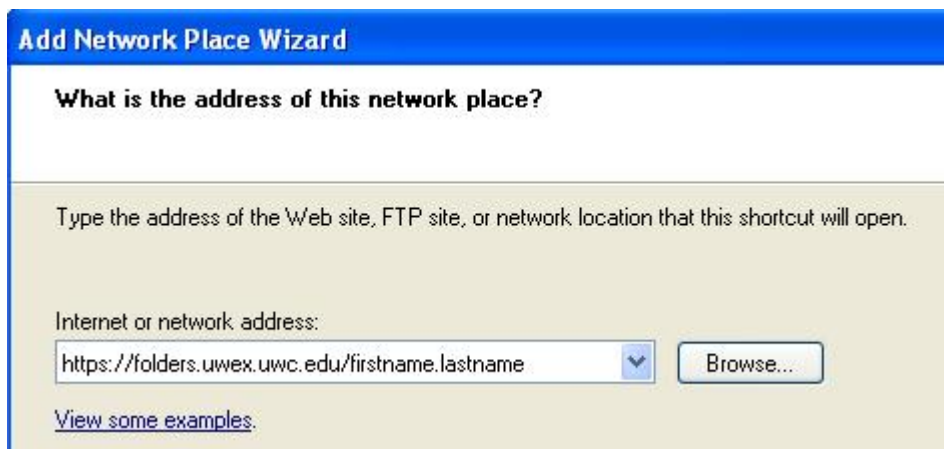 Add Network Place Wizard
What is the address of this network place?
Type the address of the Web site, FTP site, or network location that this shortcut will open.
Internet or network address:
https://folders.uwex.uwc.edu/firstname.lastname
Browse...
View some examples.